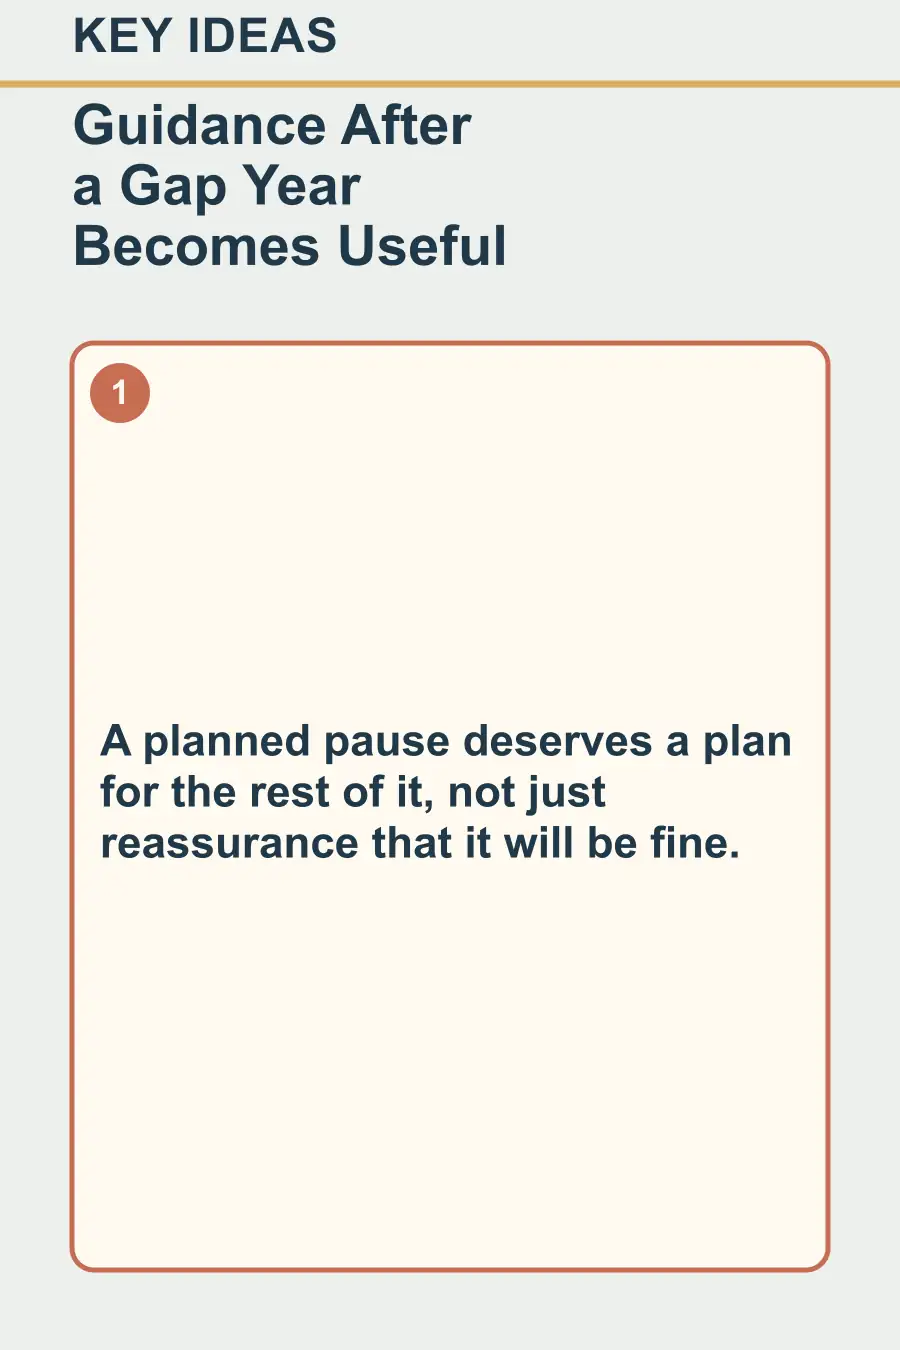 KEY IDEAS
Guidance After
a Gap Year
Becomes Useful
1
A planned pause deserves a plan
for the rest of it, not just
reassurance that it will be fine.